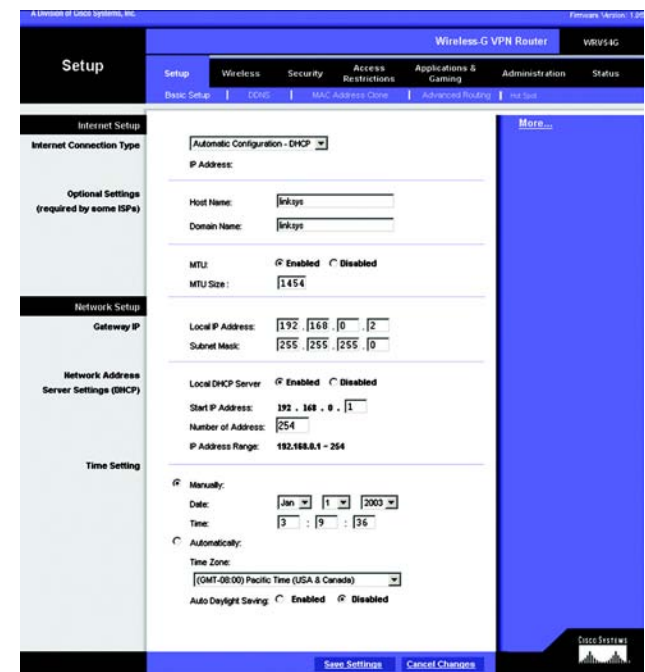 A Division of Cisco Systems, Inc.
Firmware Version: 1.05
Wireless-G VPN Router WRV54G
Setup
Setup Wireless Security Access Restrictions Applications & Gaming Administration Status
Basic Setup | DDNS | MAC Address Clone | Advanced Routing | Hot Spot
Internet Setup
More...
Internet Connection Type
Automatic Configuration - DHCP
IP Address:
Optional Settings
(required by some ISPs)
Host Name: linksys
Domain Name: linksys
MTU: Enabled Disabled
MTU Size : 1454
Network Setup
Gateway IP
Local IP Address: 192 . 168 . 0 . 2
Subnet Mask: 255 . 255 . 255 . 0
Network Address
Server Settings (DHCP)
Local DHCP Server Enabled Disabled
Start IP Address: 192 . 168 . 0 . 1
Number of Address: 254
IP Address Range: 192.168.0.1 ~ 254
Time Setting
Manually:
Date: Jan 1 2003
Time: 3 : 9 : 36
Automatically:
Time Zone:
(GMT-08:00) Pacific Time (USA & Canada)
Auto Daylight Saving: Enabled Disabled
Save Settings Cancel Changes
Cisco Systems